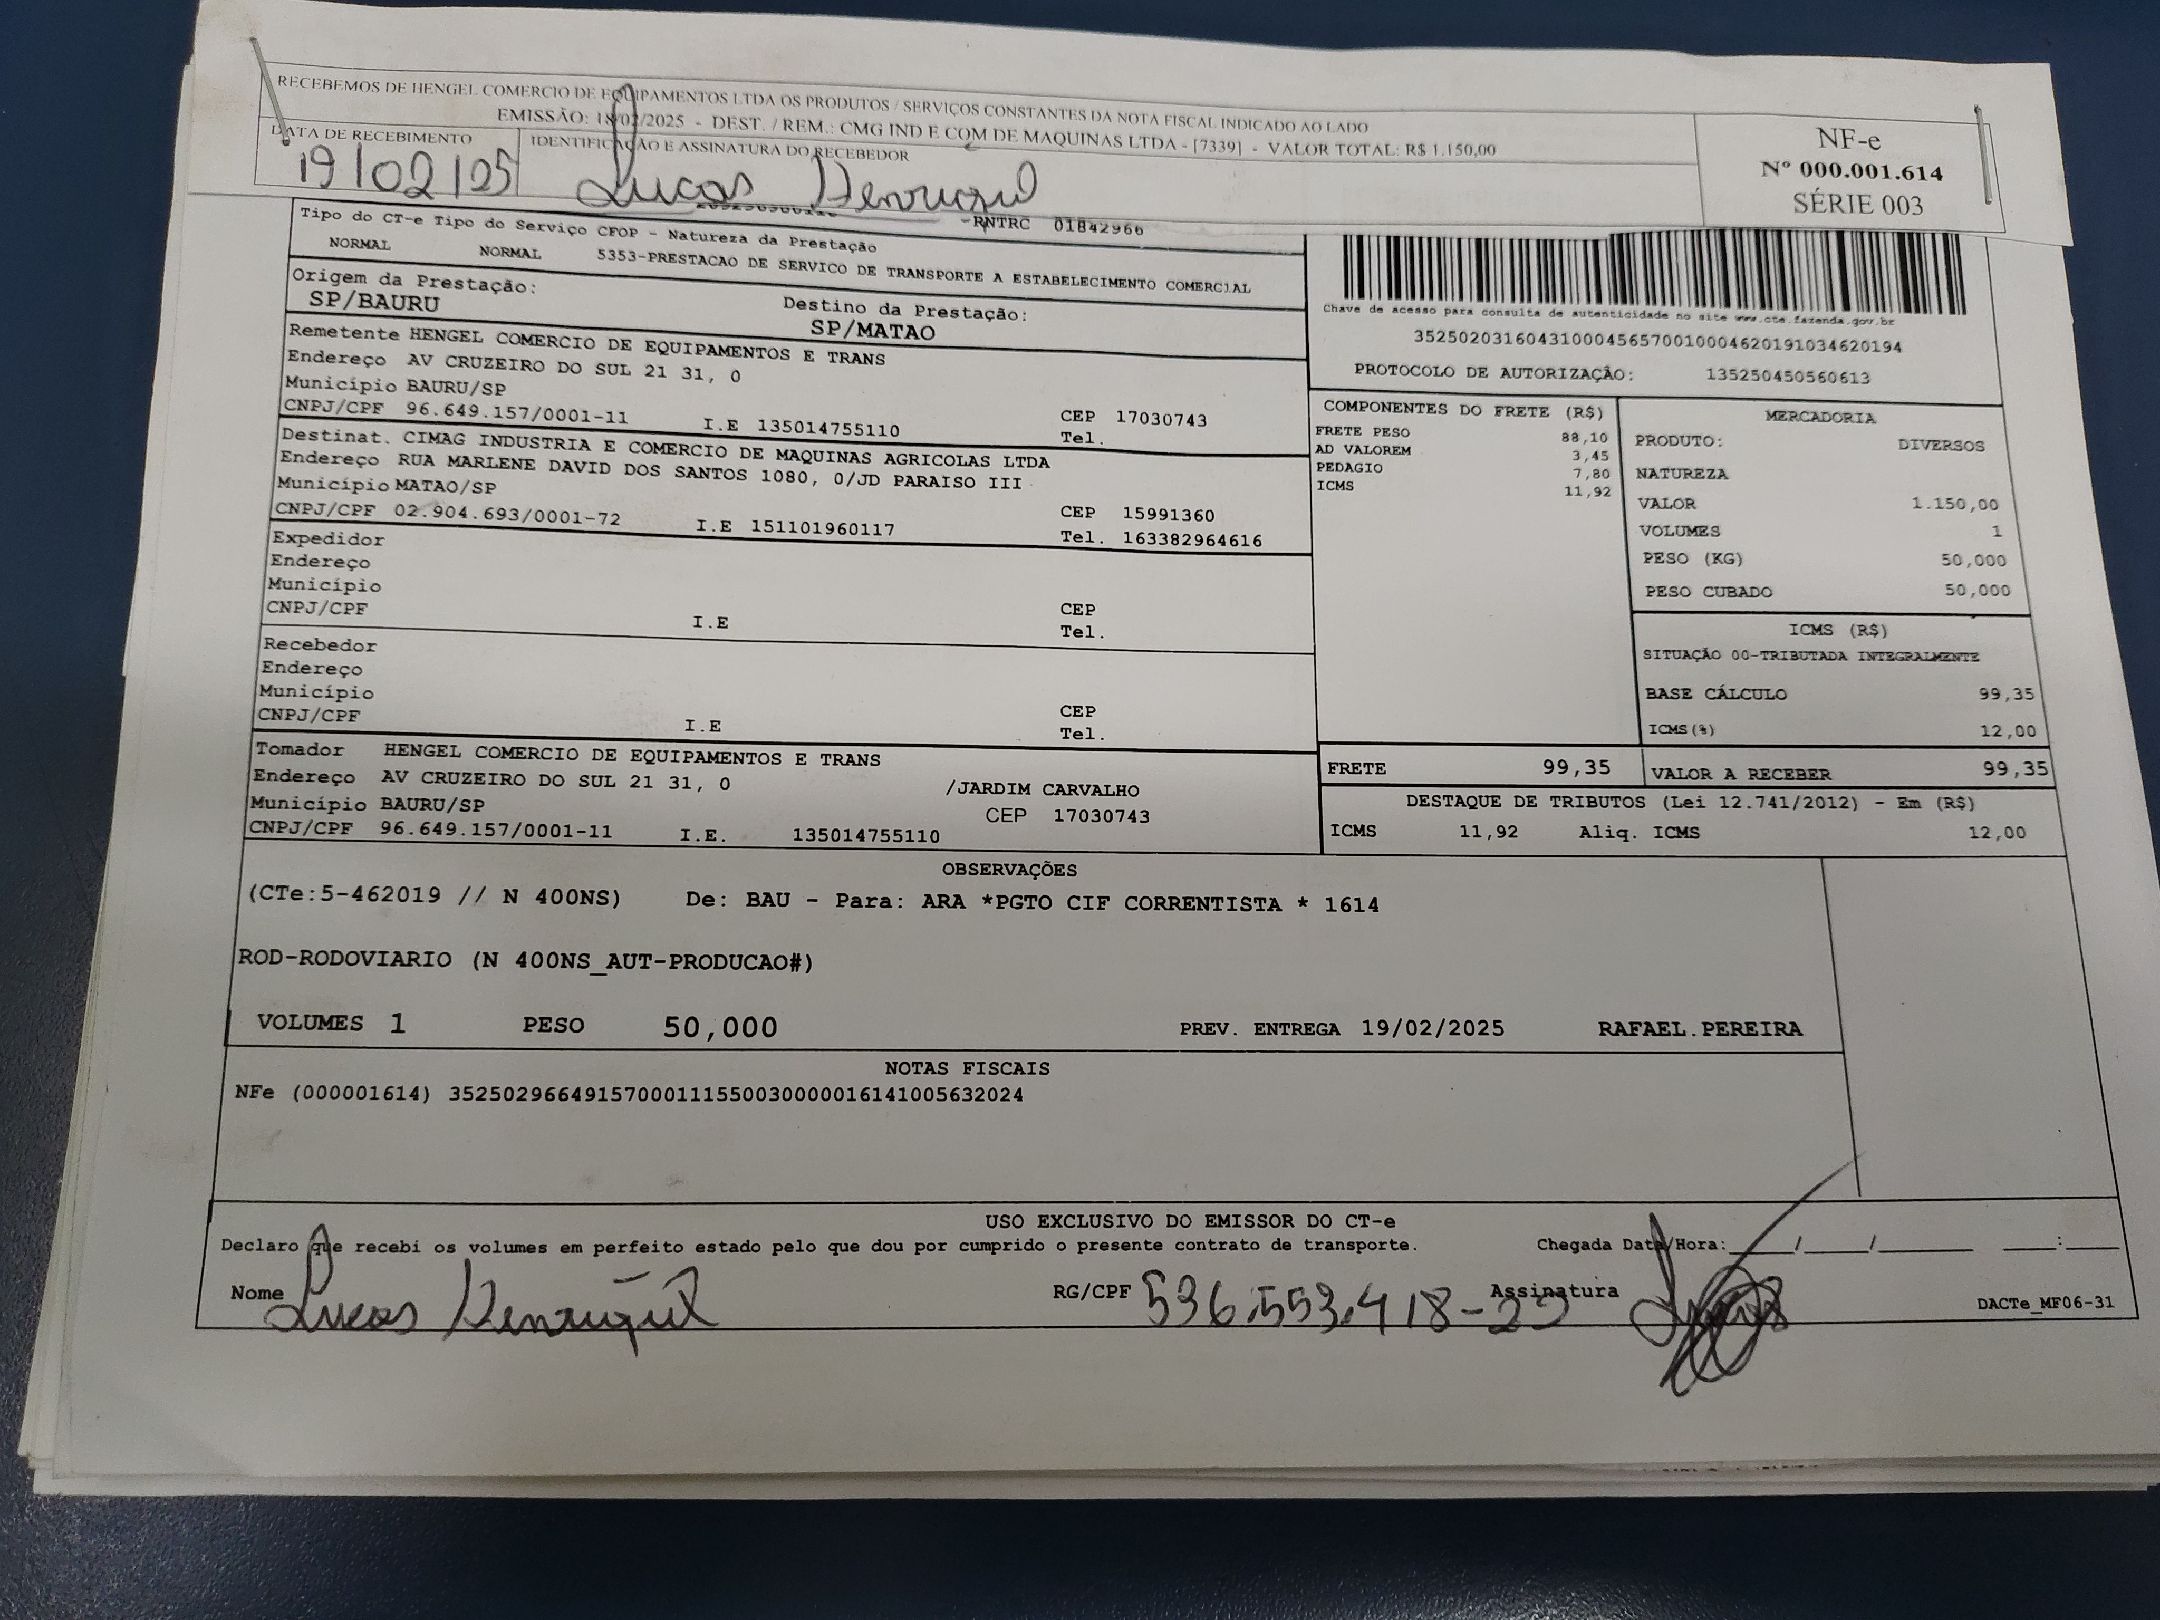 RECEBEMOS DE HENGEL COMERCIO DE EQUIPAMENTOS LTDA OS PRODUTOS / SERVIÇOS CONSTANTES DA NOTA FISCAL INDICADO AO LADO
EMISSÃO: 18/02/2025 - DEST. / REM.: CMG IND E COM DE MAQUINAS LTDA - [7339] - VALOR TOTAL: R$ 1.150,00
DATA DE RECEBIMENTO IDENTIFICAÇÃO E ASSINATURA DO RECEBEDOR
19/02/25 Lucas Henrique
NF-e
Nº 000.001.614
SÉRIE 003
RNTRC 01842966
Tipo do CT-e Tipo do Serviço CFOP - Natureza da Prestação
NORMAL NORMAL 5353-PRESTACAO DE SERVICO DE TRANSPORTE A ESTABELECIMENTO COMERCIAL
Origem da Prestação: Destino da Prestação:
SP/BAURU SP/MATAO
Chave de acesso para consulta de autenticidade no site www.cte.fazenda.gov.br
35250203160431000456570010004620191034620194
PROTOCOLO DE AUTORIZAÇÃO: 135250450560613
Remetente HENGEL COMERCIO DE EQUIPAMENTOS E TRANS
Endereço AV CRUZEIRO DO SUL 21 31, 0
Município BAURU/SP
CNPJ/CPF 96.649.157/0001-11 I.E 135014755110 CEP 17030743
Tel.
Destinat. CIMAG INDUSTRIA E COMERCIO DE MAQUINAS AGRICOLAS LTDA
Endereço RUA MARLENE DAVID DOS SANTOS 1080, 0/JD PARAISO III
Município MATAO/SP
CNPJ/CPF 02.904.693/0001-72 I.E 151101960117 CEP 15991360
Tel. 163382964616
Expedidor
Endereço
Município
CNPJ/CPF I.E CEP
Tel.
Recebedor
Endereço
Município
CNPJ/CPF I.E CEP
Tel.
Tomador HENGEL COMERCIO DE EQUIPAMENTOS E TRANS
Endereço AV CRUZEIRO DO SUL 21 31, 0 /JARDIM CARVALHO
Município BAURU/SP CEP 17030743
CNPJ/CPF 96.649.157/0001-11 I.E. 135014755110
COMPONENTES DO FRETE (R$)
FRETE PESO 88,10
AD VALOREM 3,45
PEDAGIO 7,80
ICMS 11,92
MERCADORIA
PRODUTO: DIVERSOS
NATUREZA
VALOR 1.150,00
VOLUMES 1
PESO (KG) 50,000
PESO CUBADO 50,000
ICMS (R$)
SITUAÇÃO 00-TRIBUTADA INTEGRALMENTE
BASE CÁLCULO 99,35
ICMS(%) 12,00
FRETE 99,35 VALOR A RECEBER 99,35
DESTAQUE DE TRIBUTOS (Lei 12.741/2012) - Em (R$)
ICMS 11,92 Aliq. ICMS 12,00
OBSERVAÇÕES
(CTe:5-462019 // N 400NS) De: BAU - Para: ARA *PGTO CIF CORRENTISTA * 1614
ROD-RODOVIARIO (N 400NS_AUT-PRODUCAO#)
VOLUMES 1 PESO 50,000 PREV. ENTREGA 19/02/2025 RAFAEL.PEREIRA
NOTAS FISCAIS
NFe (000001614) 35250296649157000111550030000016141005632024
USO EXCLUSIVO DO EMISSOR DO CT-e
Declaro que recebi os volumes em perfeito estado pelo que dou por cumprido o presente contrato de transporte. Chegada Data/Hora: ____/____/______ ___:___
Nome Lucas Henrique RG/CPF 536.553.418-20 Assinatura
DACTe_MF06-31